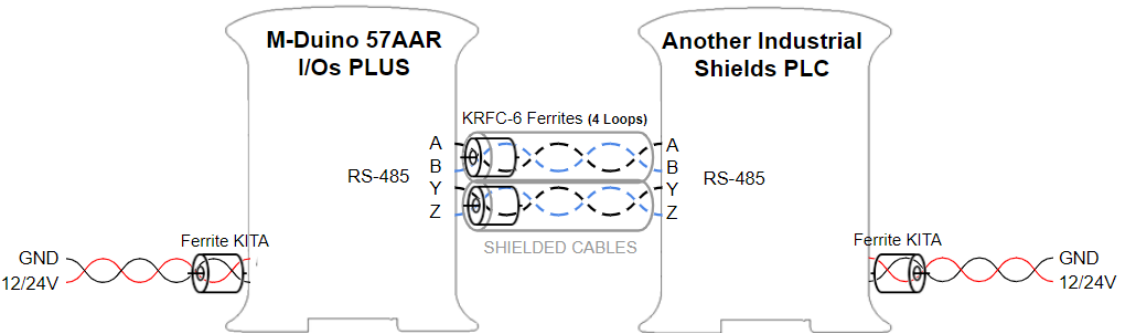 M-Duino 57AAR
I/Os PLUS
Another Industrial
Shields PLC
KRFC-6 Ferrites (4 Loops)
A
B
Y
Z
RS-485
A
B
Y
Z
RS-485
SHIELDED CABLES
Ferrite KITA
GND
12/24V
Ferrite KITA
GND
12/24V